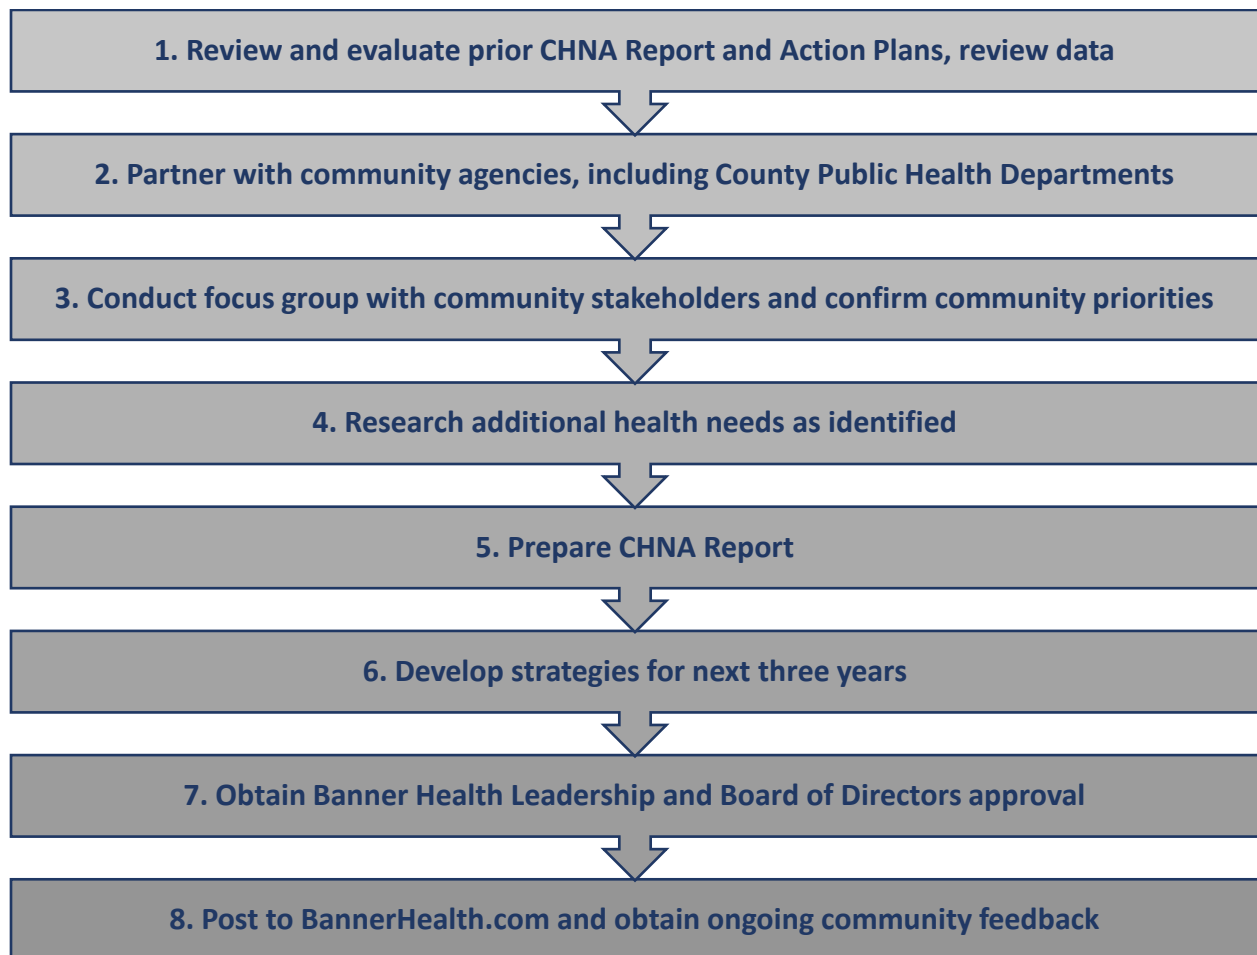 1. Review and evaluate prior CHNA Report and Action Plans, review data
2. Partner with community agencies, including County Public Health Departments
3. Conduct focus group with community stakeholders and confirm community priorities
4. Research additional health needs as identified
5. Prepare CHNA Report
6. Develop strategies for next three years
7. Obtain Banner Health Leadership and Board of Directors approval
8. Post to BannerHealth.com and obtain ongoing community feedback